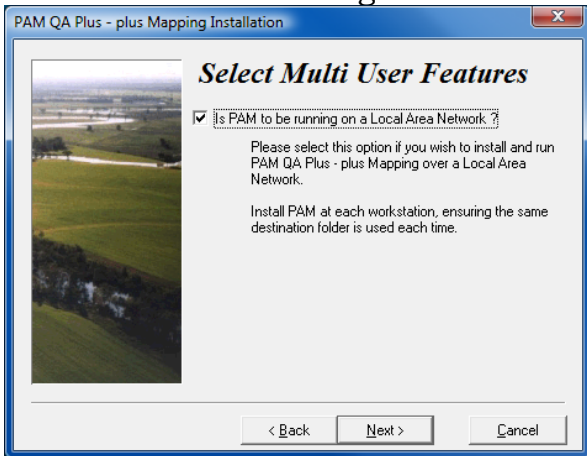 PAM QA Plus - plus Mapping Installation
Select Multi User Features
Is PAM to be running on a Local Area Network ?
Please select this option if you wish to install and run
PAM QA Plus - plus Mapping over a Local Area
Network.
Install PAM at each workstation, ensuring the same
destination folder is used each time.
< Back
Next >
Cancel